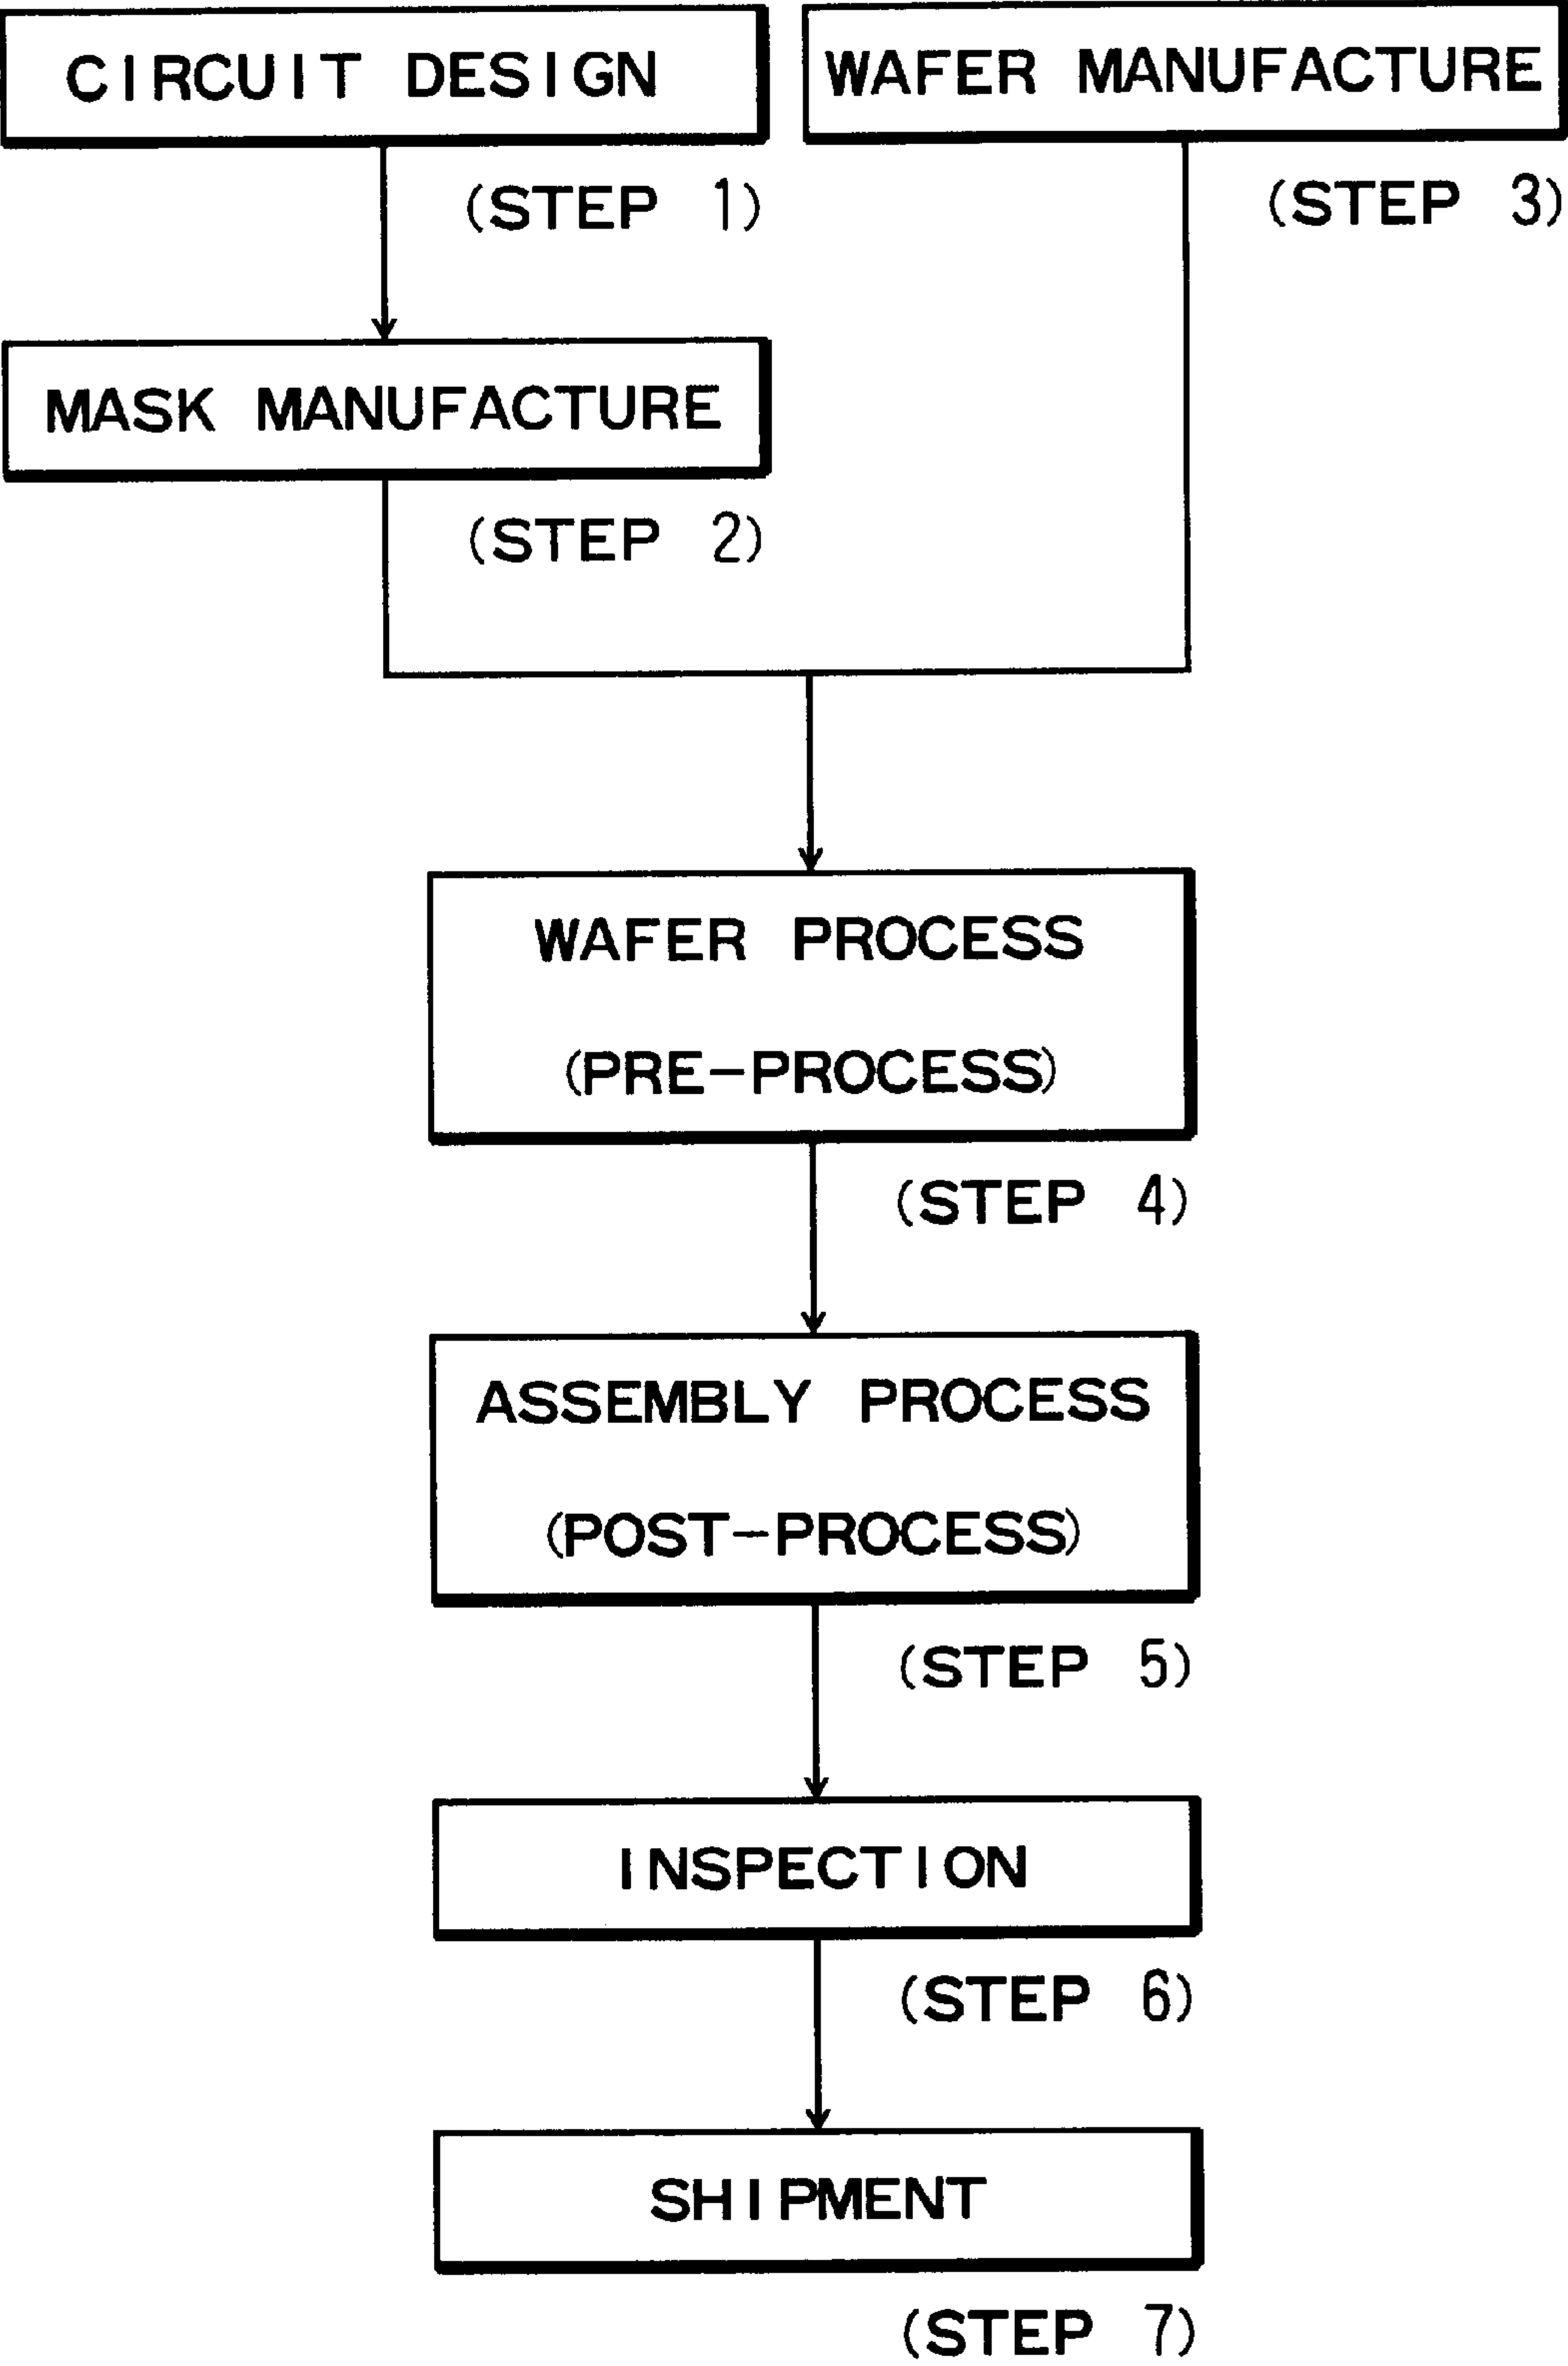 CIRCUIT DESIGN
(STEP 1)
WAFER MANUFACTURE
(STEP 3)
MASK MANUFACTURE
(STEP 2)
WAFER PROCESS
(PRE-PROCESS)
(STEP 4)
ASSEMBLY PROCESS
(POST-PROCESS)
(STEP 5)
INSPECTION
(STEP 6)
SHIPMENT
(STEP 7)